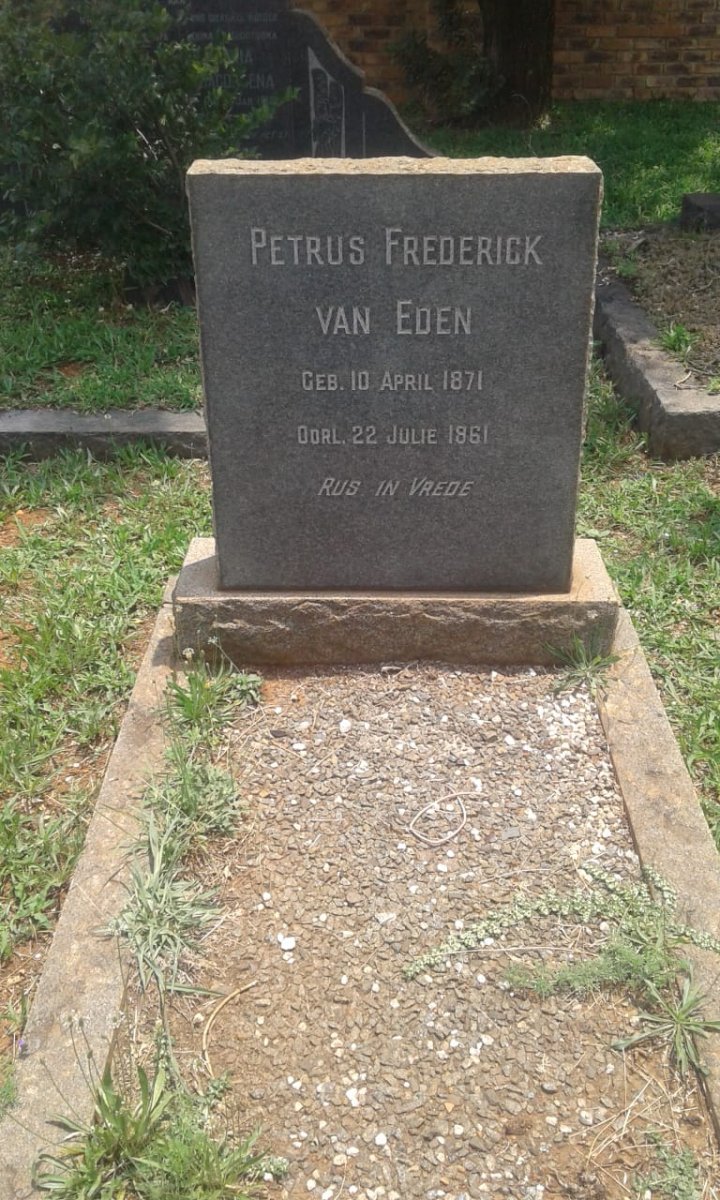 PETRUS FREDERICK
VAN EDEN
GEB. 10 APRIL 1871
OORL. 22 JULIE 1961
RUS IN VREDE